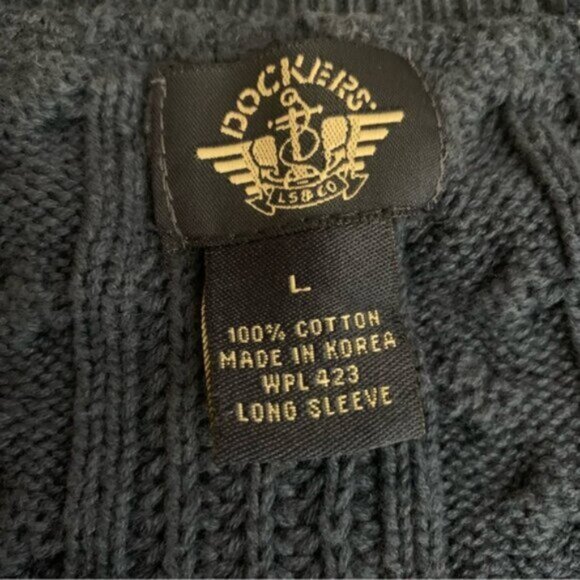 DOCKERS
LS&CO
L
100% COTTON
MADE IN KOREA
WPL 423
LONG SLEEVE